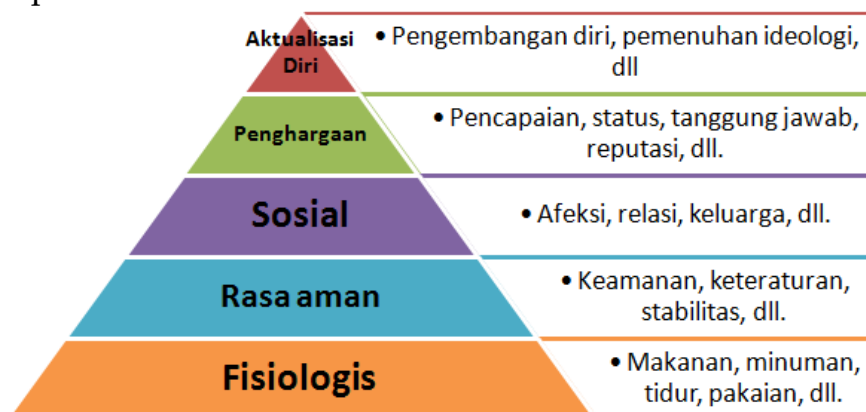 Aktualisasi
Diri
• Pengembangan diri, pemenuhan ideologi,
dll
Penghargaan
• Pencapaian, status, tanggung jawab,
reputasi, dll.
Sosial
• Afeksi, relasi, keluarga, dll.
Rasa aman
• Keamanan, keteraturan,
stabilitas, dll.
Fisiologis
• Makanan, minuman,
tidur, pakaian, dll.